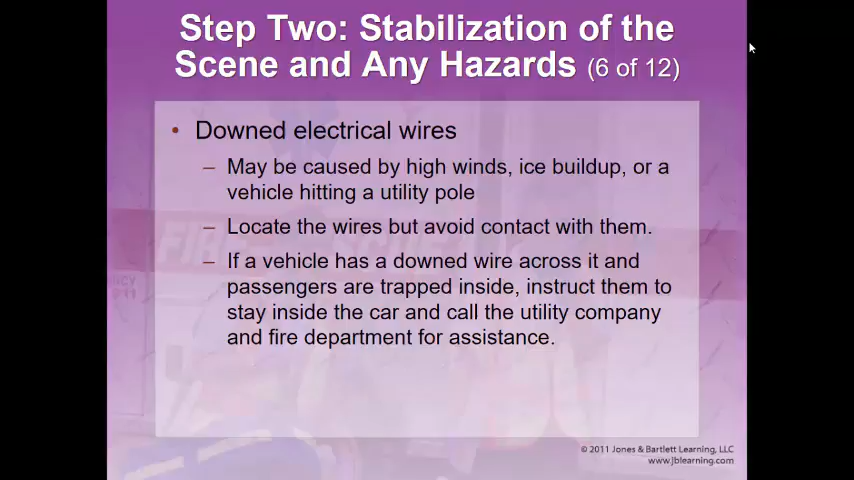 Step Two: Stabilization of the
Scene and Any Hazards (6 of 12)
• Downed electrical wires
– May be caused by high winds, ice buildup, or a
vehicle hitting a utility pole
– Locate the wires but avoid contact with them.
– If a vehicle has a downed wire across it and
passengers are trapped inside, instruct them to
stay inside the car and call the utility company
and fire department for assistance.
© 2011 Jones & Bartlett Learning, LLC
www.jblearning.com